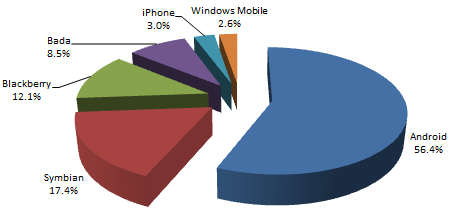 iPhone
3.0%
Windows Mobile
2.6%
Bada
8.5%
Blackberry
12.1%
Android
56.4%
Symbian
17.4%